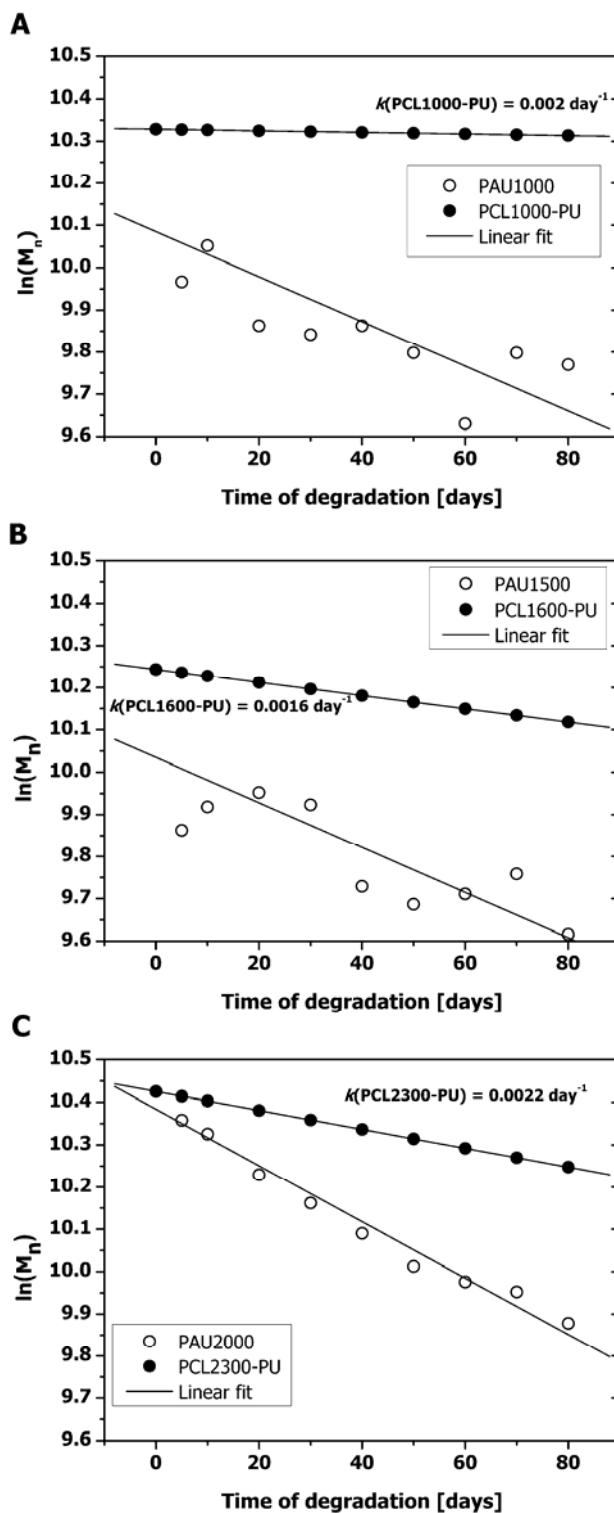 A
10.5
10.4
k(PCL1000-PU) = 0.002 day⁻¹
10.3
10.2
PAU1000
PCL1000-PU
Linear fit
10.1
10.0
9.9
9.8
9.7
9.6
ln(Mn)
0 20 40 60 80
Time of degradation [days]
B
10.5
PAU1500
PCL1600-PU
Linear fit
10.4
10.3
10.2
k(PCL1600-PU) = 0.0016 day⁻¹
10.1
10.0
9.9
9.8
9.7
9.6
ln(Mn)
0 20 40 60 80
Time of degradation [days]
C
10.5
10.4
k(PCL2300-PU) = 0.0022 day⁻¹
10.3
10.2
10.1
10.0
9.9
9.8
9.7
9.6
ln(Mn)
PAU2000
PCL2300-PU
Linear fit
0 20 40 60 80
Time of degradation [days]